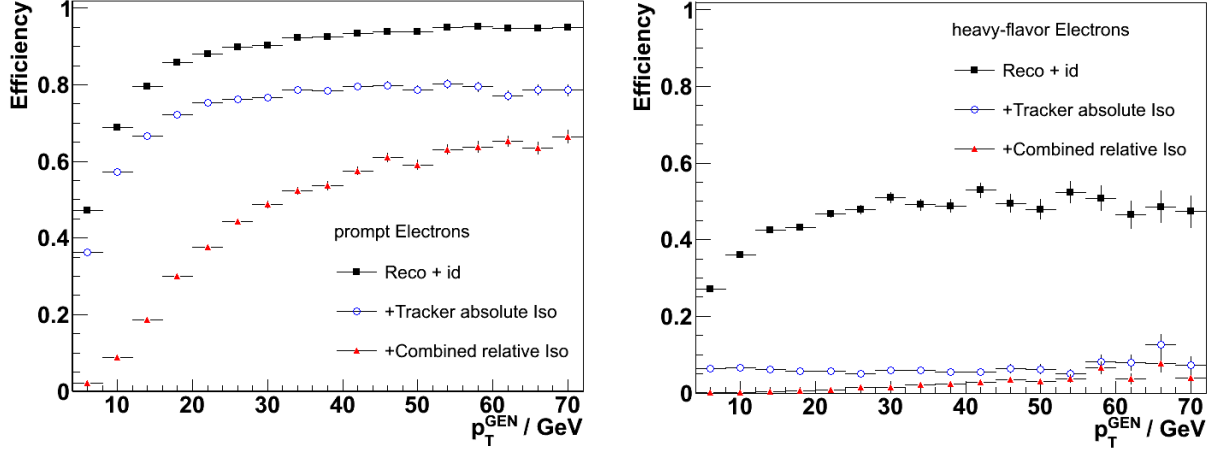 Efficiency
1
0.8
0.6
0.4
0.2
0
prompt Electrons
Reco + id
+Tracker absolute Iso
+Combined relative Iso
10 20 30 40 50 60 70
p_T^GEN / GeV
Efficiency
1
0.8
0.6
0.4
0.2
0
heavy-flavor Electrons
Reco + id
+Tracker absolute Iso
+Combined relative Iso
10 20 30 40 50 60 70
p_T^GEN / GeV